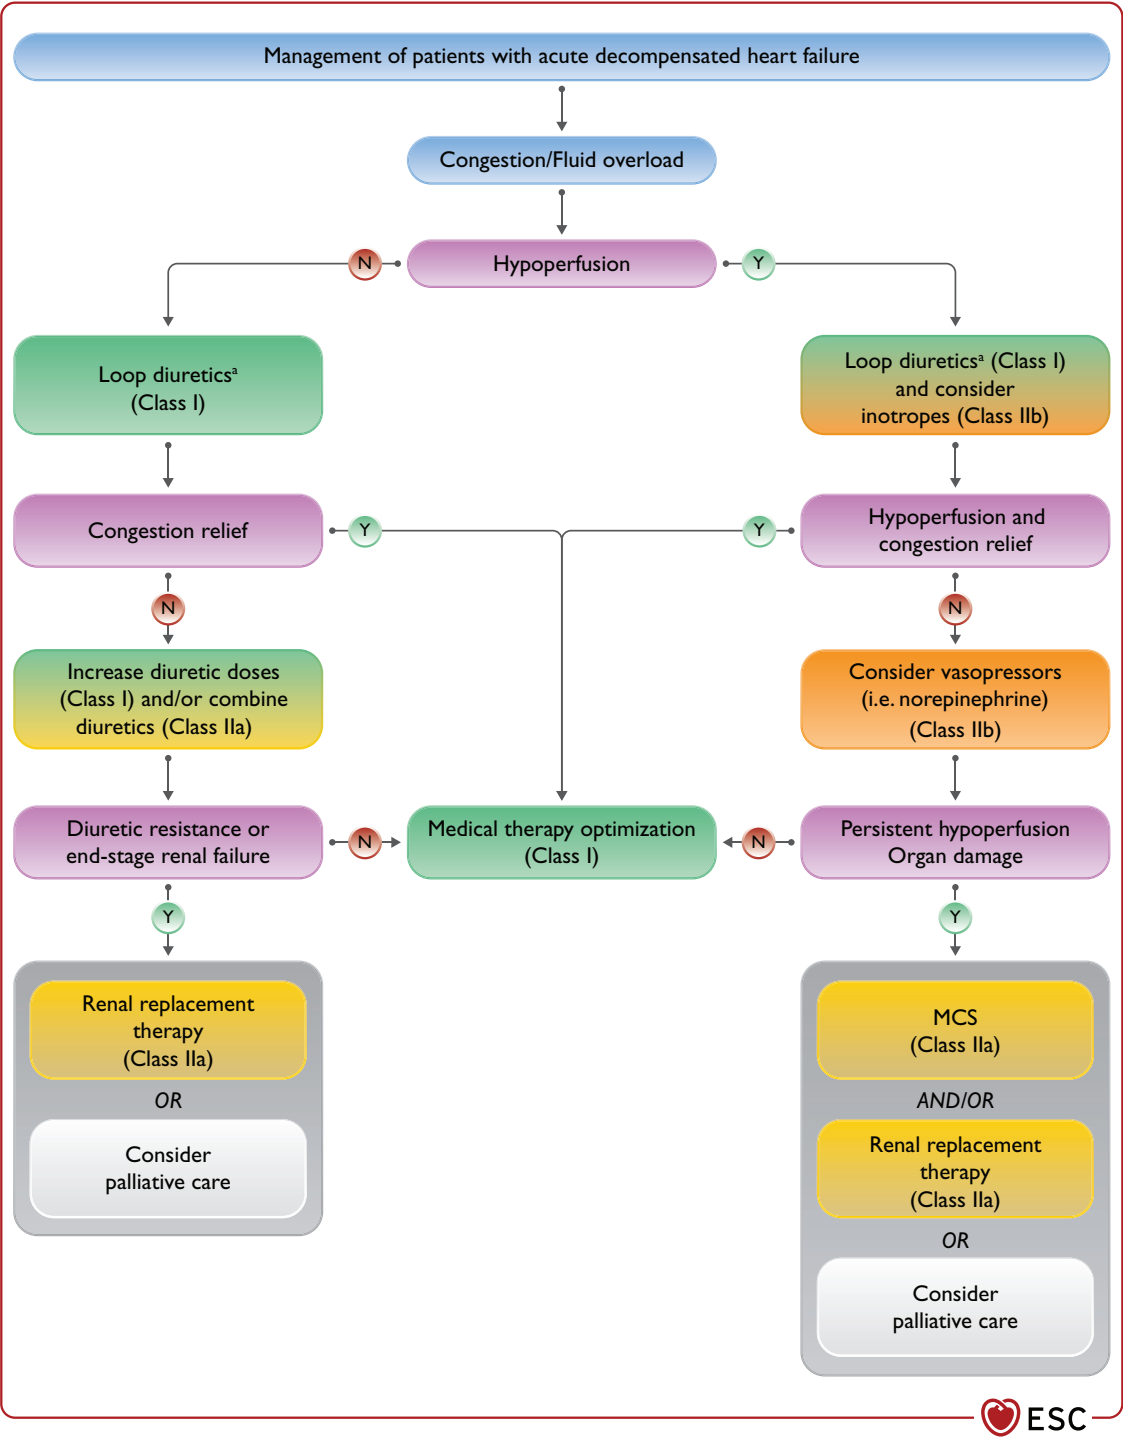 Management of patients with acute decompensated heart failure
Congestion/Fluid overload
Hypoperfusion
N
Y
Loop diureticsᵃ
(Class I)
Loop diureticsᵃ (Class I)
and consider
inotropes (Class IIb)
Congestion relief
Y
Y
Hypoperfusion and
congestion relief
N
N
Increase diuretic doses
(Class I) and/or combine
diuretics (Class IIa)
Consider vasopressors
(i.e. norepinephrine)
(Class IIb)
Diuretic resistance or
end-stage renal failure
N
Medical therapy optimization
(Class I)
N
Persistent hypoperfusion
Organ damage
Y
Y
Renal replacement
therapy
(Class IIa)
OR
Consider
palliative care
MCS
(Class IIa)
AND/OR
Renal replacement
therapy
(Class IIa)
OR
Consider
palliative care
ESC